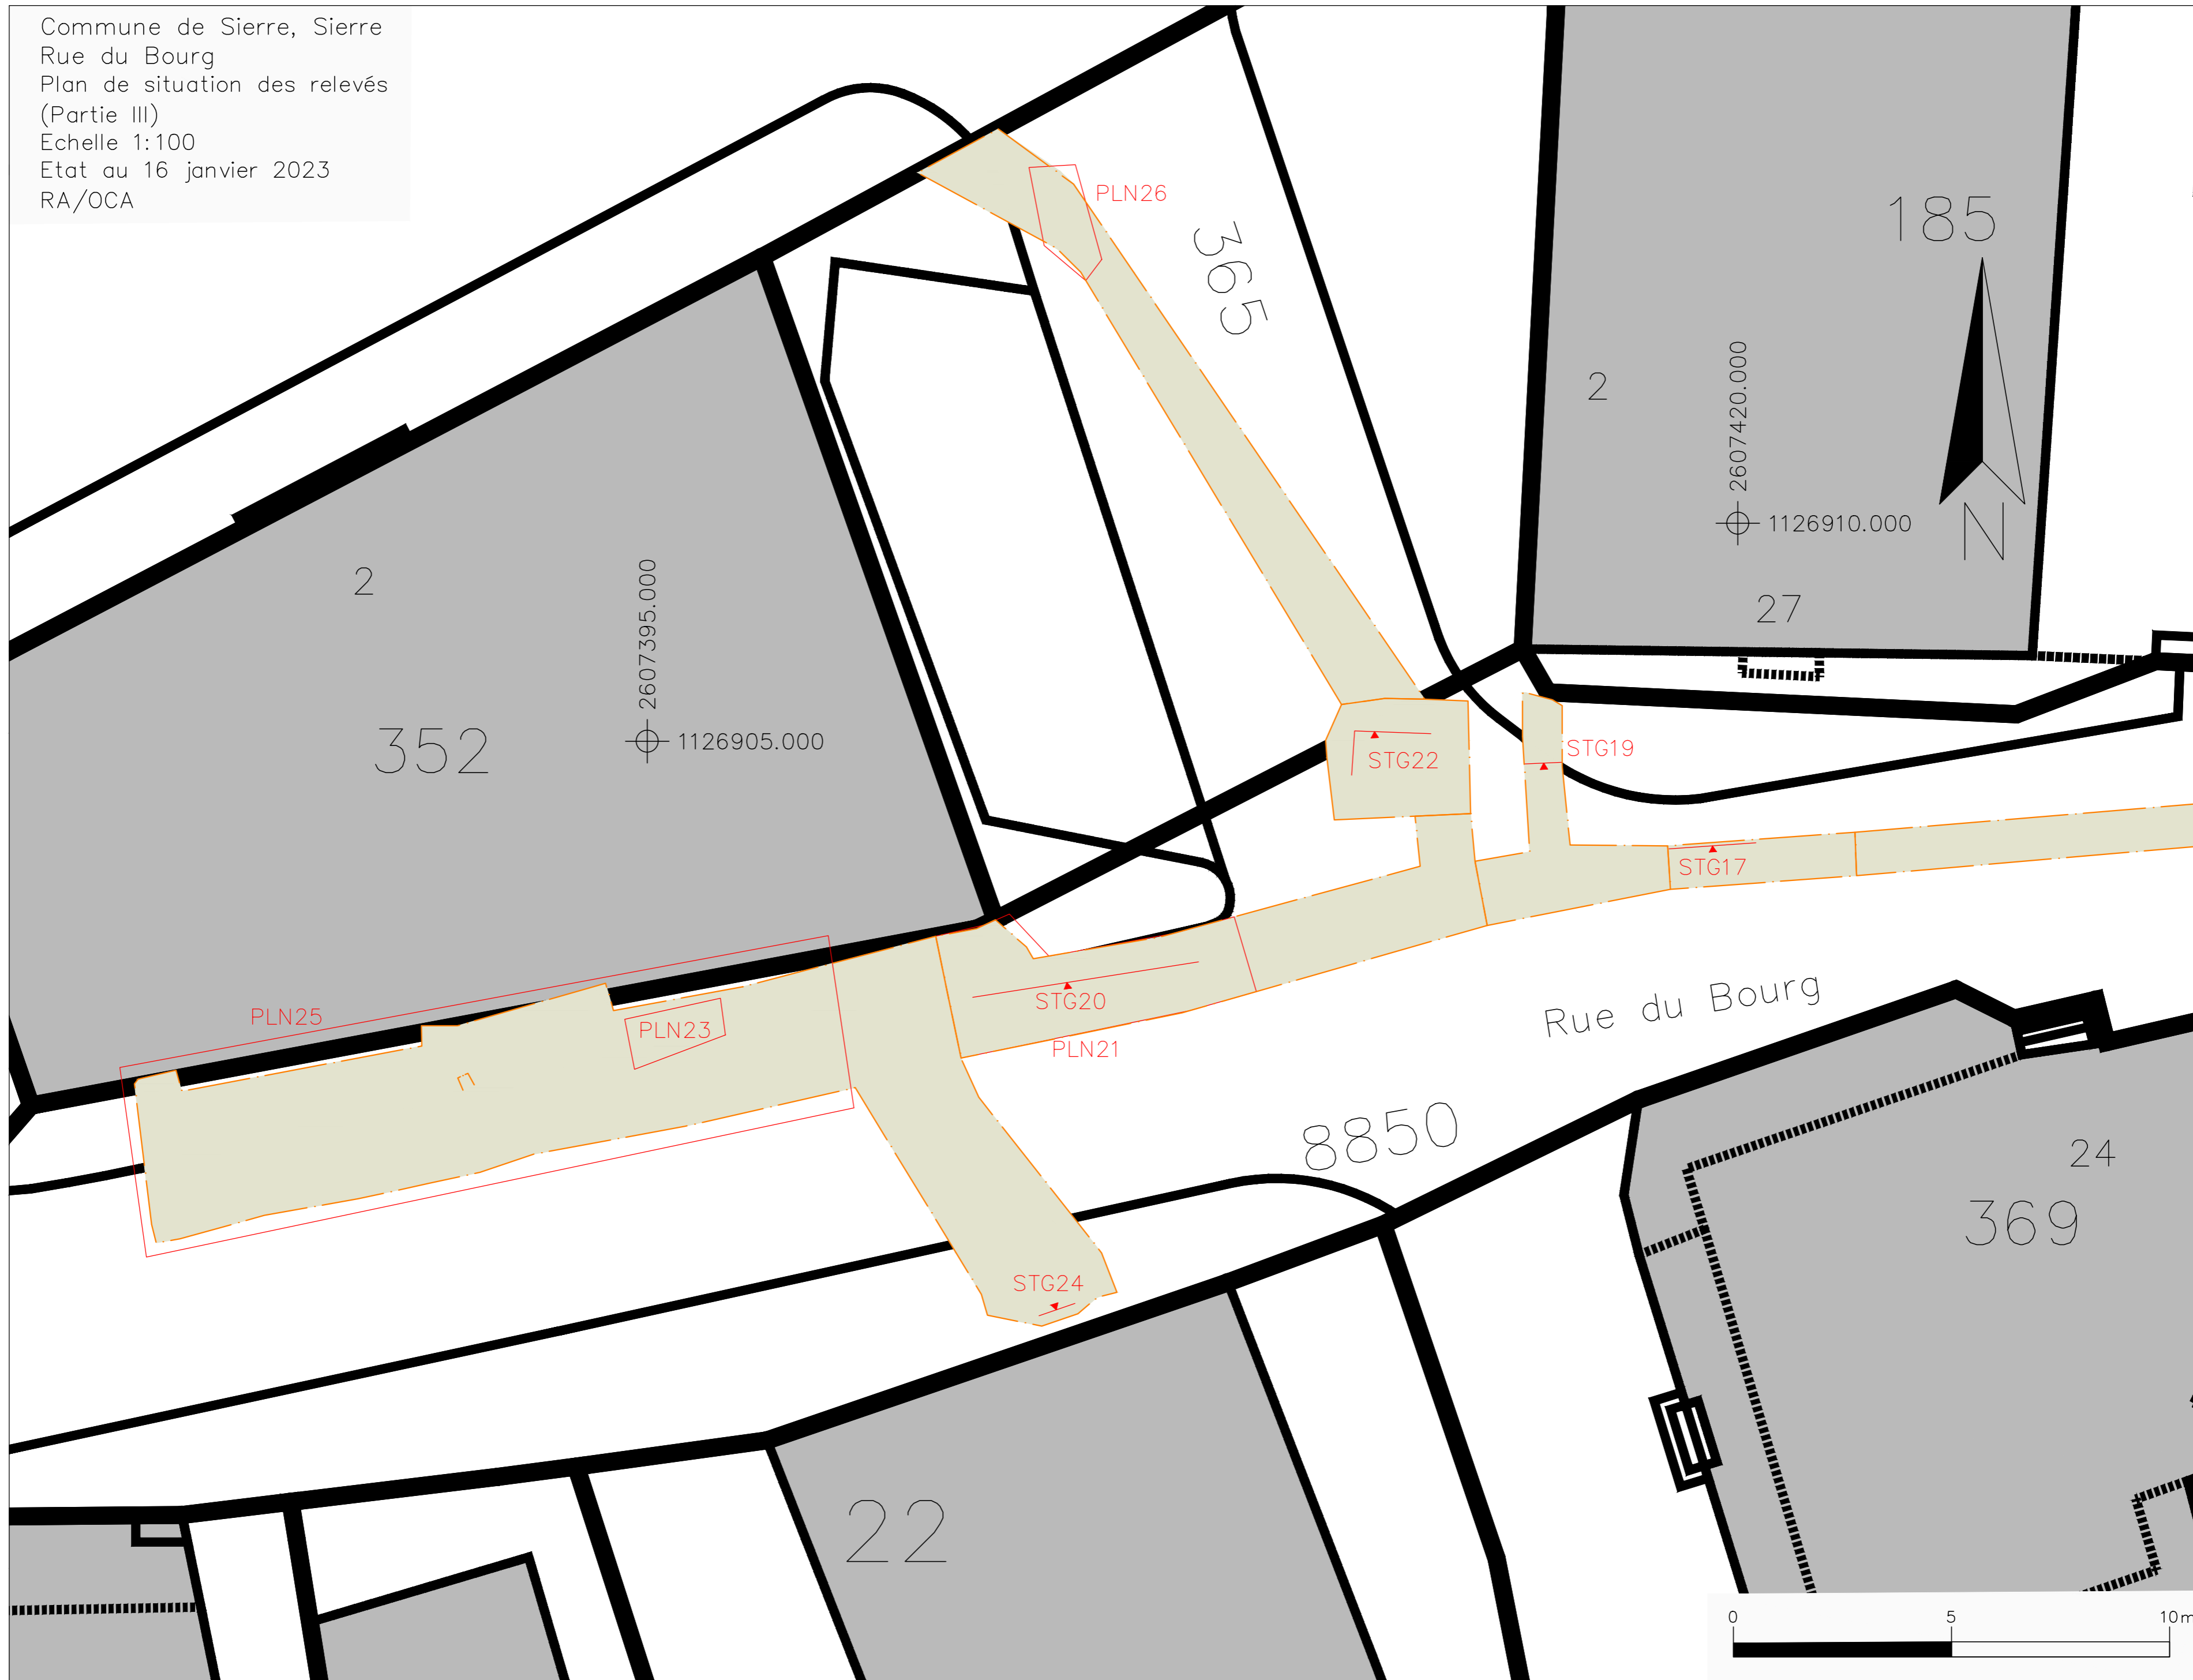 Commune de Sierre, Sierre
Rue du Bourg
Plan de situation des relevés
(Partie III)
Echelle 1:100
Etat au 16 janvier 2023
RA/OCA
PLN26
365
185
2
2607420.000
1126910.000
N
27
2
2607395.000
352
1126905.000
STG22
STG19
STG17
PLN25
PLN23
STG20
PLN21
Rue du Bourg
8850
24
369
STG24
22
0 5 10m